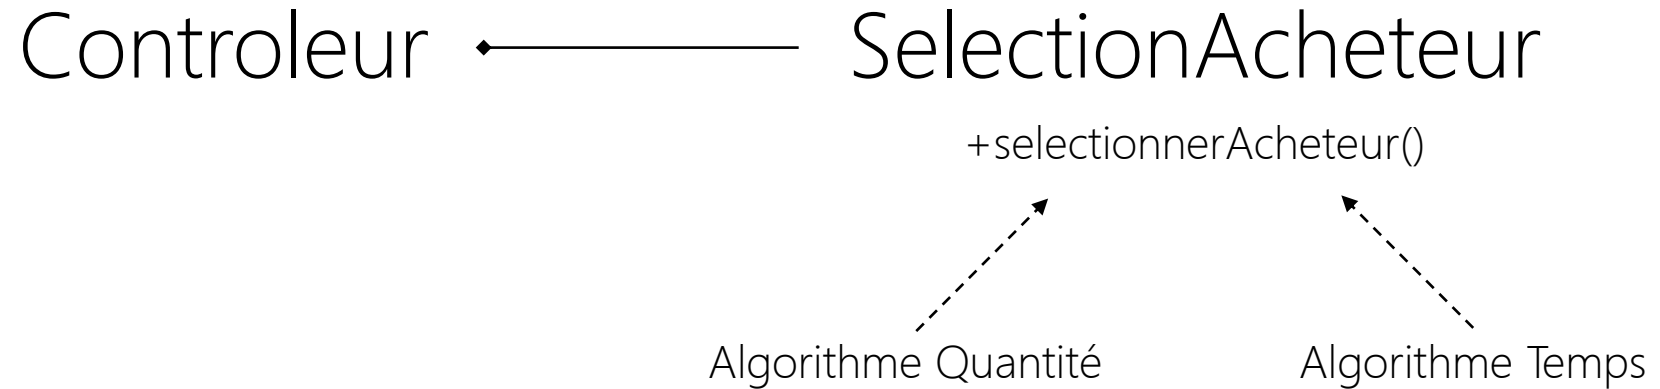 Controleur
SelectionAcheteur
+selectionnerAcheteur()
Algorithme Quantité
Algorithme Temps